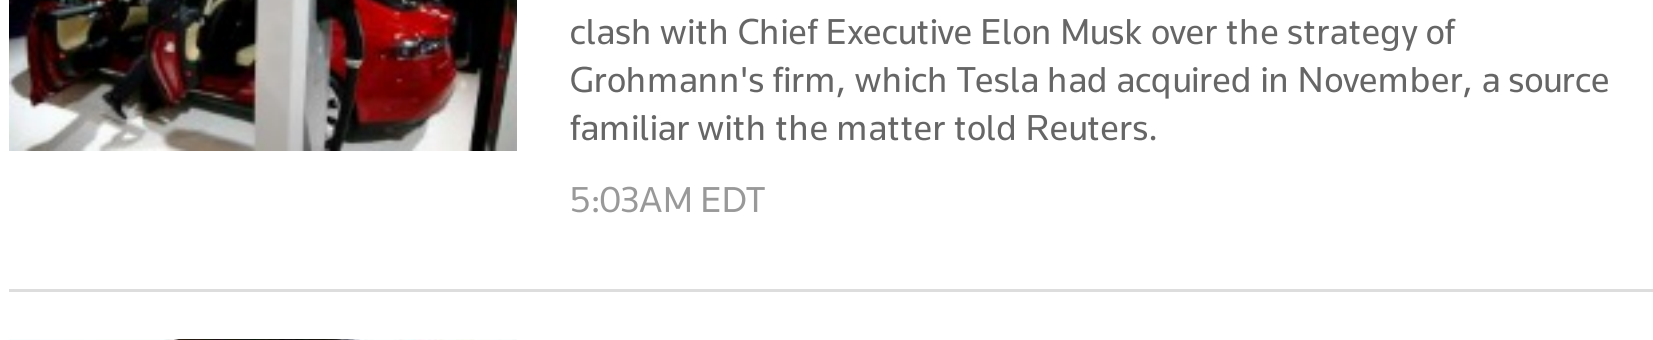 clash with Chief Executive Elon Musk over the strategy of
Grohmann's firm, which Tesla had acquired in November, a source
familiar with the matter told Reuters.
5:03AM EDT